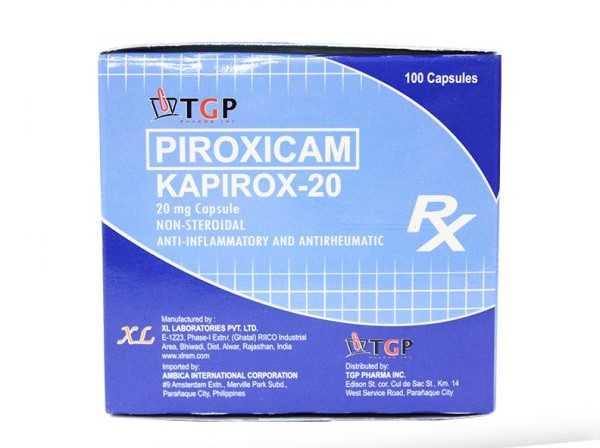 100 Capsules
TGP
PHARMA INC.
PIROXICAM
KAPIROX-20
20 mg Capsule
NON-STEROIDAL
ANTI-INFLAMMATORY AND ANTIRHEUMATIC
Rx
XL
Manufactured by :
XL LABORATORIES PVT. LTD.
E-1223, Phase-I Extn/, (Ghatal) RIICO Industrial
Area, Bhiwadi, Dist. Alwar, Rajasthan, India
www.xlrem.com
Imported by:
AMBICA INTERNATIONAL CORPORATION
#9 Amsterdam Extn., Merville Park Subd.,
Parañaque City, Philippines
TGP
PHARMA INC.
Distributed by:
TGP PHARMA INC.
Edison St. cor. Cul de Sac St., Km. 14
West Service Road, Parañaque City